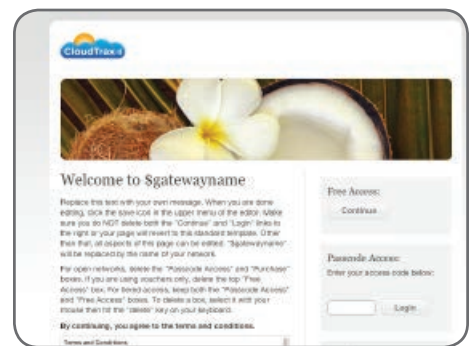 CloudTrax
Welcome to $gatewayname
Replace this text with your own message. When you are done
editing, click the save icon in the upper menu of the editor. Make
sure you do NOT delete both the "Continue" and "Login" links to
the right or your page will revert to this standard template. Other
then that, all aspects of this page can be edited. "$gatewayname"
will be replaced by the name of your network.
For open networks, delete the "Passcode Access" and "Purchase"
boxes. If you are using vouchers only, delete the top "Free
Access" box. For tiered access, keep both the "Passcode Access"
and "Free Access" boxes. To delete a box, select it with your
mouse then hit the "delete" key on your keyboard.
By continuing, you agree to the terms and conditions.
Terms and Conditions
Free Access:
Continue
Passcode Access:
Enter your access code below:
Login